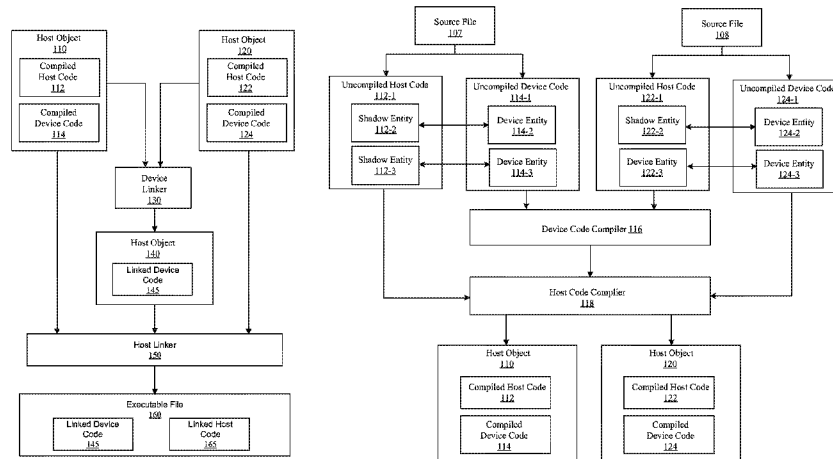 Host Object
110
Compiled
Host Code
112
Compiled
Device Code
114
Host Object
120
Compiled
Host Code
122
Compiled
Device Code
124
Device
Linker
130
Host Object
140
Linked Device
Code
145
Host Linker
150
Executable File
160
Linked Device
Code
145
Linked Host
Code
165
Source File
107
Uncompiled Host Code
112-1
Shadow Entity
112-2
Shadow Entity
112-3
Uncompiled Device Code
114-1
Device Entity
114-2
Device Entity
114-3
Source File
108
Uncompiled Host Code
122-1
Shadow Entity
122-2
Device Entity
122-3
Uncompiled Device Code
124-1
Device Entity
124-2
Device Entity
124-3
Device Code Compiler 116
Host Code Complier
118
Host Object
110
Compiled Host Code
112
Compiled
Device Code
114
Host Object
120
Compiled Host Code
122
Compiled
Device Code
124